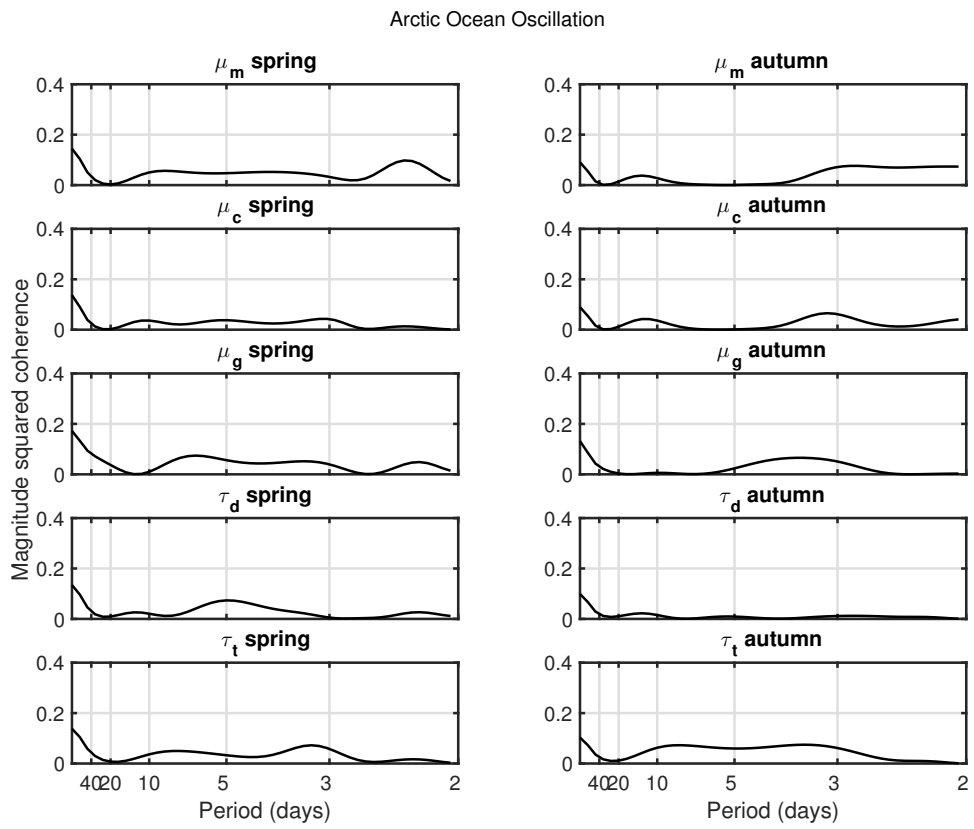 Arctic Ocean Oscillation
μm spring
μm autumn
0.4
0.2
0
0.4
0.2
0
μc spring
μc autumn
0.4
0.2
0
0.4
0.2
0
μg spring
μg autumn
0.4
0.2
0
0.4
0.2
0
τd spring
τd autumn
0.4
0.2
0
0.4
0.2
0
τt spring
τt autumn
0.4
0.2
0
0.4
0.2
0
Magnitude squared coherence
40 20 10 5 3 2
40 20 10 5 3 2
Period (days)
Period (days)